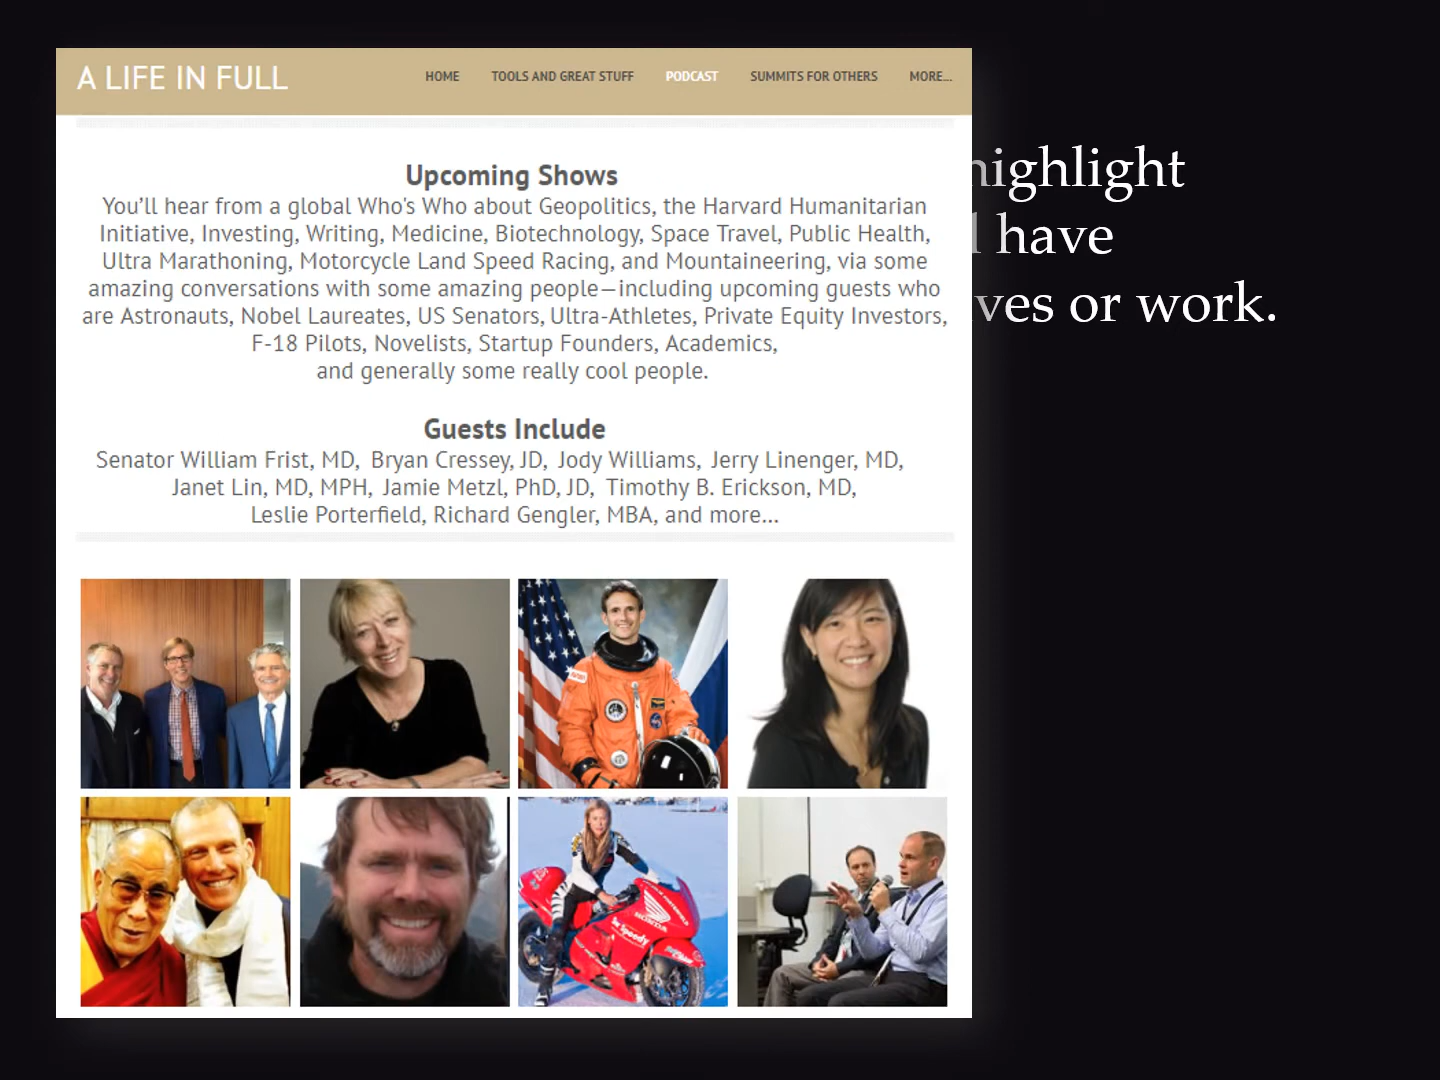 A LIFE IN FULL
HOME TOOLS AND GREAT STUFF PODCAST SUMMITS FOR OTHERS MORE...
Upcoming Shows
You'll hear from a global Who's Who about Geopolitics, the Harvard Humanitarian
Initiative, Investing, Writing, Medicine, Biotechnology, Space Travel, Public Health,
Ultra Marathoning, Motorcycle Land Speed Racing, and Mountaineering, via some
amazing conversations with some amazing people—including upcoming guests who
are Astronauts, Nobel Laureates, US Senators, Ultra-Athletes, Private Equity Investors,
F-18 Pilots, Novelists, Startup Founders, Academics,
and generally some really cool people.
Guests Include
Senator William Frist, MD, Bryan Cressey, JD, Jody Williams, Jerry Linenger, MD,
Janet Lin, MD, MPH, Jamie Metzl, PhD, JD, Timothy B. Erickson, MD,
Leslie Porterfield, Richard Gengler, MBA, and more...
highlight
have
ves or work.
HONDA